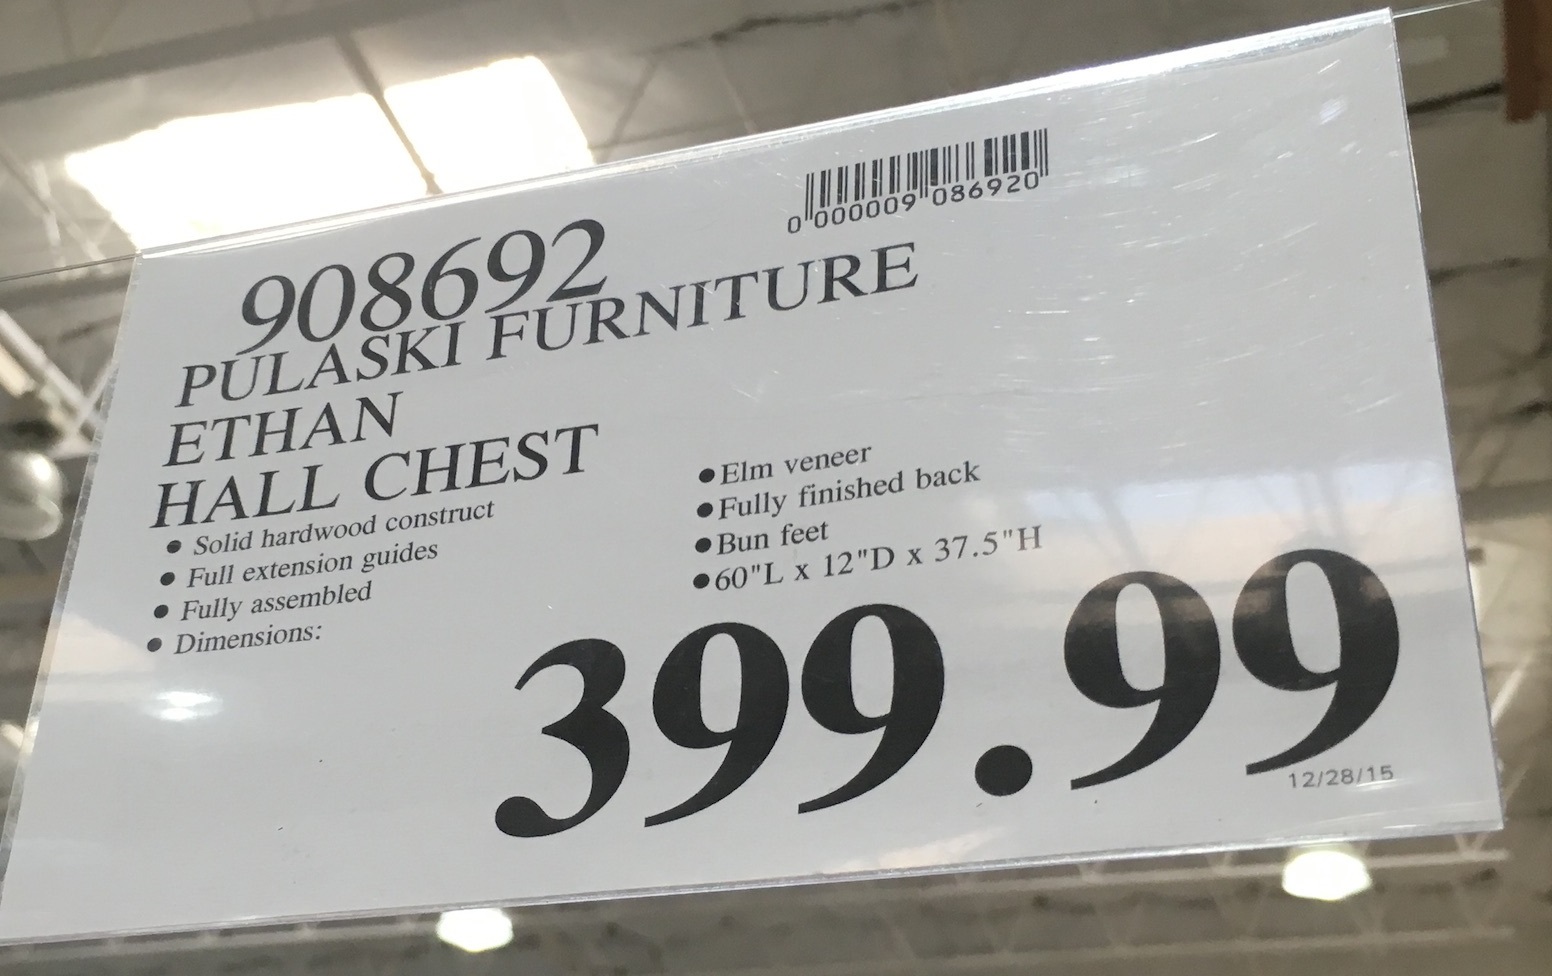 0 000009 086920
908692
PULASKI FURNITURE
ETHAN
HALL CHEST
● Solid hardwood construct
● Full extension guides
● Fully assembled
● Dimensions:
● Elm veneer
● Fully finished back
● Bun feet
● 60"L x 12"D x 37.5"H
399.99
12/28/15